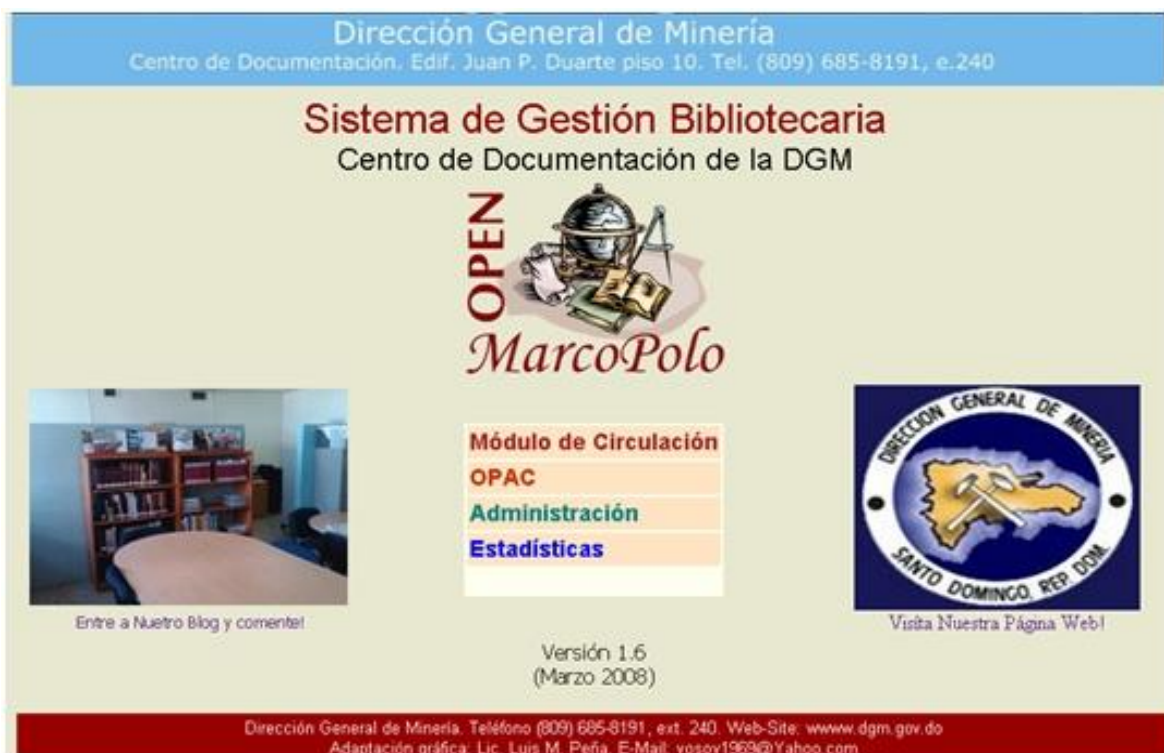 Dirección General de Minería
Centro de Documentación. Edif. Juan P. Duarte piso 10. Tel. (809) 685-8191, e.240
Sistema de Gestión Bibliotecaria
Centro de Documentación de la DGM
OPEN
MarcoPolo
Módulo de Circulación
OPAC
Administración
Estadísticas
DIRECCION GENERAL DE MINERIA
SANTO DOMINGO, REP. DOM.
Entre a Nuetro Blog y comente!
Visita Nuestra Página Web!
Versión 1.6
(Marzo 2008)
Dirección General de Minería. Teléfono (809) 685-8191, ext. 240. Web-Site: wwww.dgm.gov.do
Adaptación gráfica: Lic. Luis M. Peña. E-Mail: yosoy1969@Yahoo.com